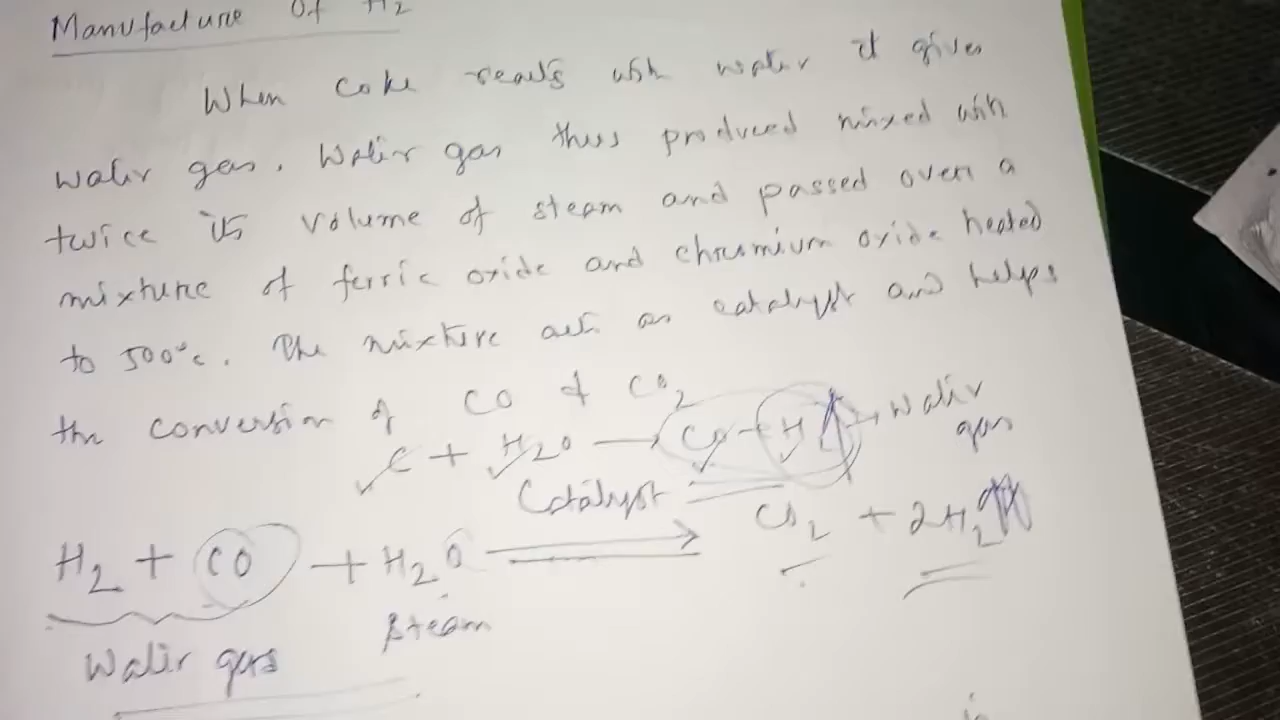 Manufacture Of H2
When coke reacts with water it gives
water gas. Water gas thus produced mixed with
twice its volume of steam and passed over a
mixture of ferric oxide and chromium oxide heated
to 500°c. The mixture acts as catalyst and helps
the conversion of CO & CO2
C + H2O → CO + H → water
gas
Catalyst
H2 + CO + H2O → CO2 + 2H2↑
Water gas
steam